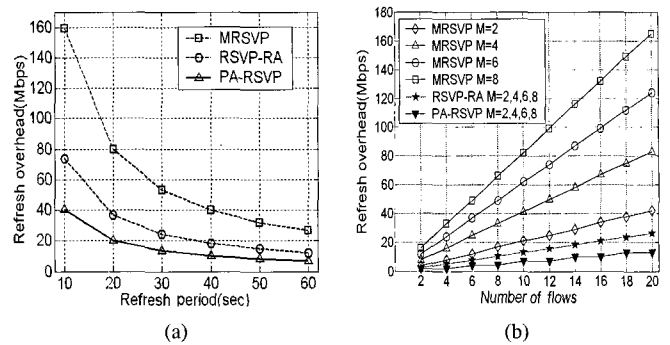 Refresh overhead(Mbps)
160
140
120
100
80
60
40
20
0
MRSVP
RSVP-RA
PA-RSVP
10 20 30 40 50 60
Refresh period(sec)
(a)
Refresh overhead(Mbps)
180
160
140
120
100
80
60
40
20
0
MRSVP M=2
MRSVP M=4
MRSVP M=6
MRSVP M=8
RSVP-RA M=2,4,6,8
PA-RSVP M=2,4,6,8
2 4 6 8 10 12 14 16 18 20
Number of flows
(b)